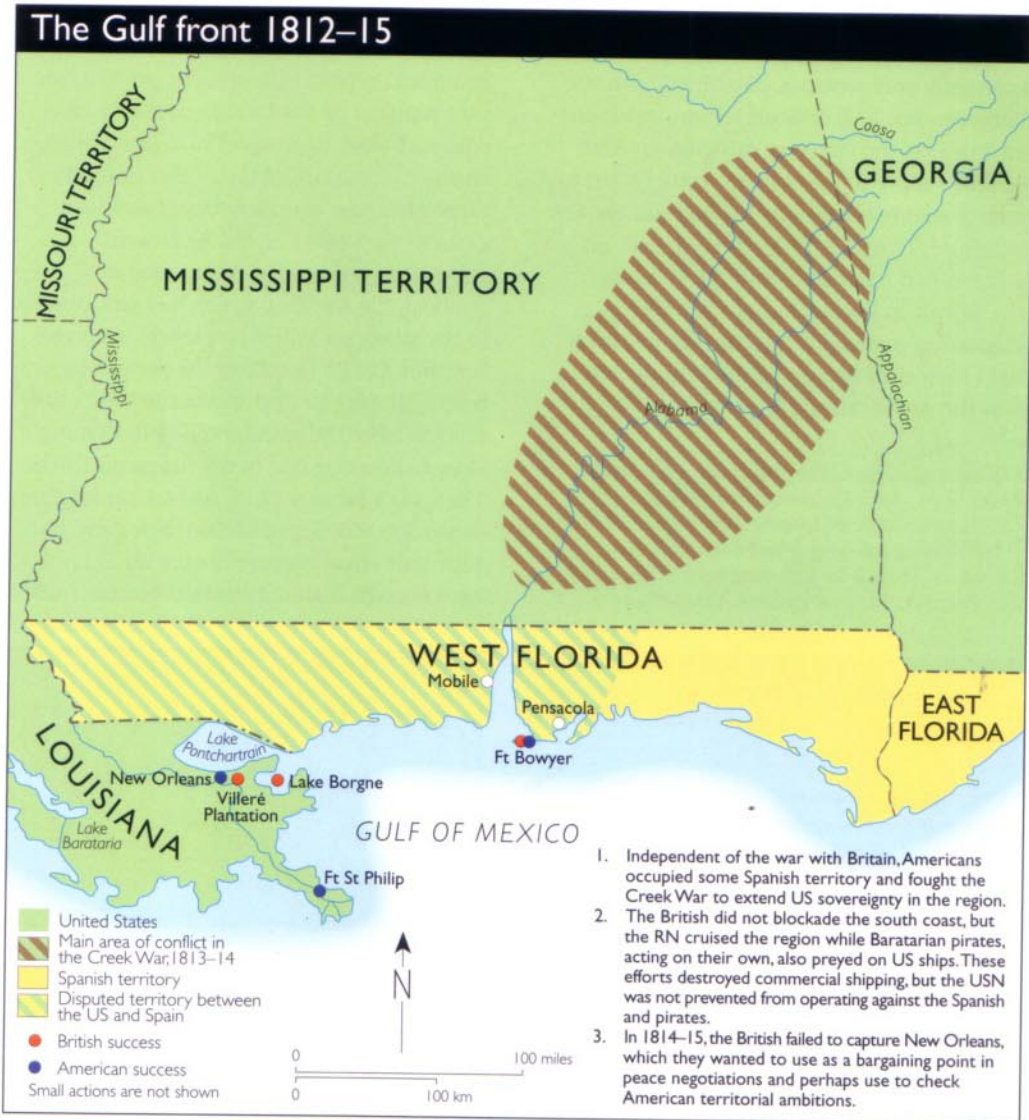 The Gulf front 1812–15
Coosa
GEORGIA
MISSOURI TERRITORY
MISSISSIPPI TERRITORY
Mississippi
Appalachian
Alabama
WEST FLORIDA
Mobile
Pensacola
EAST
FLORIDA
Ft Bowyer
LOUISIANA
Lake
Pontchartrain
New Orleans
Lake Borgne
Villeré
Plantation
Lake
Barataria
GULF OF MEXICO
Ft St Philip
United States
Main area of conflict in
the Creek War, 1813–14
Spanish territory
Disputed territory between
the US and Spain
British success
American success
Small actions are not shown
N
0 100 miles
0 100 km
1. Independent of the war with Britain, Americans
occupied some Spanish territory and fought the
Creek War to extend US sovereignty in the region.
2. The British did not blockade the south coast, but
the RN cruised the region while Baratarian pirates,
acting on their own, also preyed on US ships. These
efforts destroyed commercial shipping, but the USN
was not prevented from operating against the Spanish
and pirates.
3. In 1814–15, the British failed to capture New Orleans,
which they wanted to use as a bargaining point in
peace negotiations and perhaps use to check
American territorial ambitions.